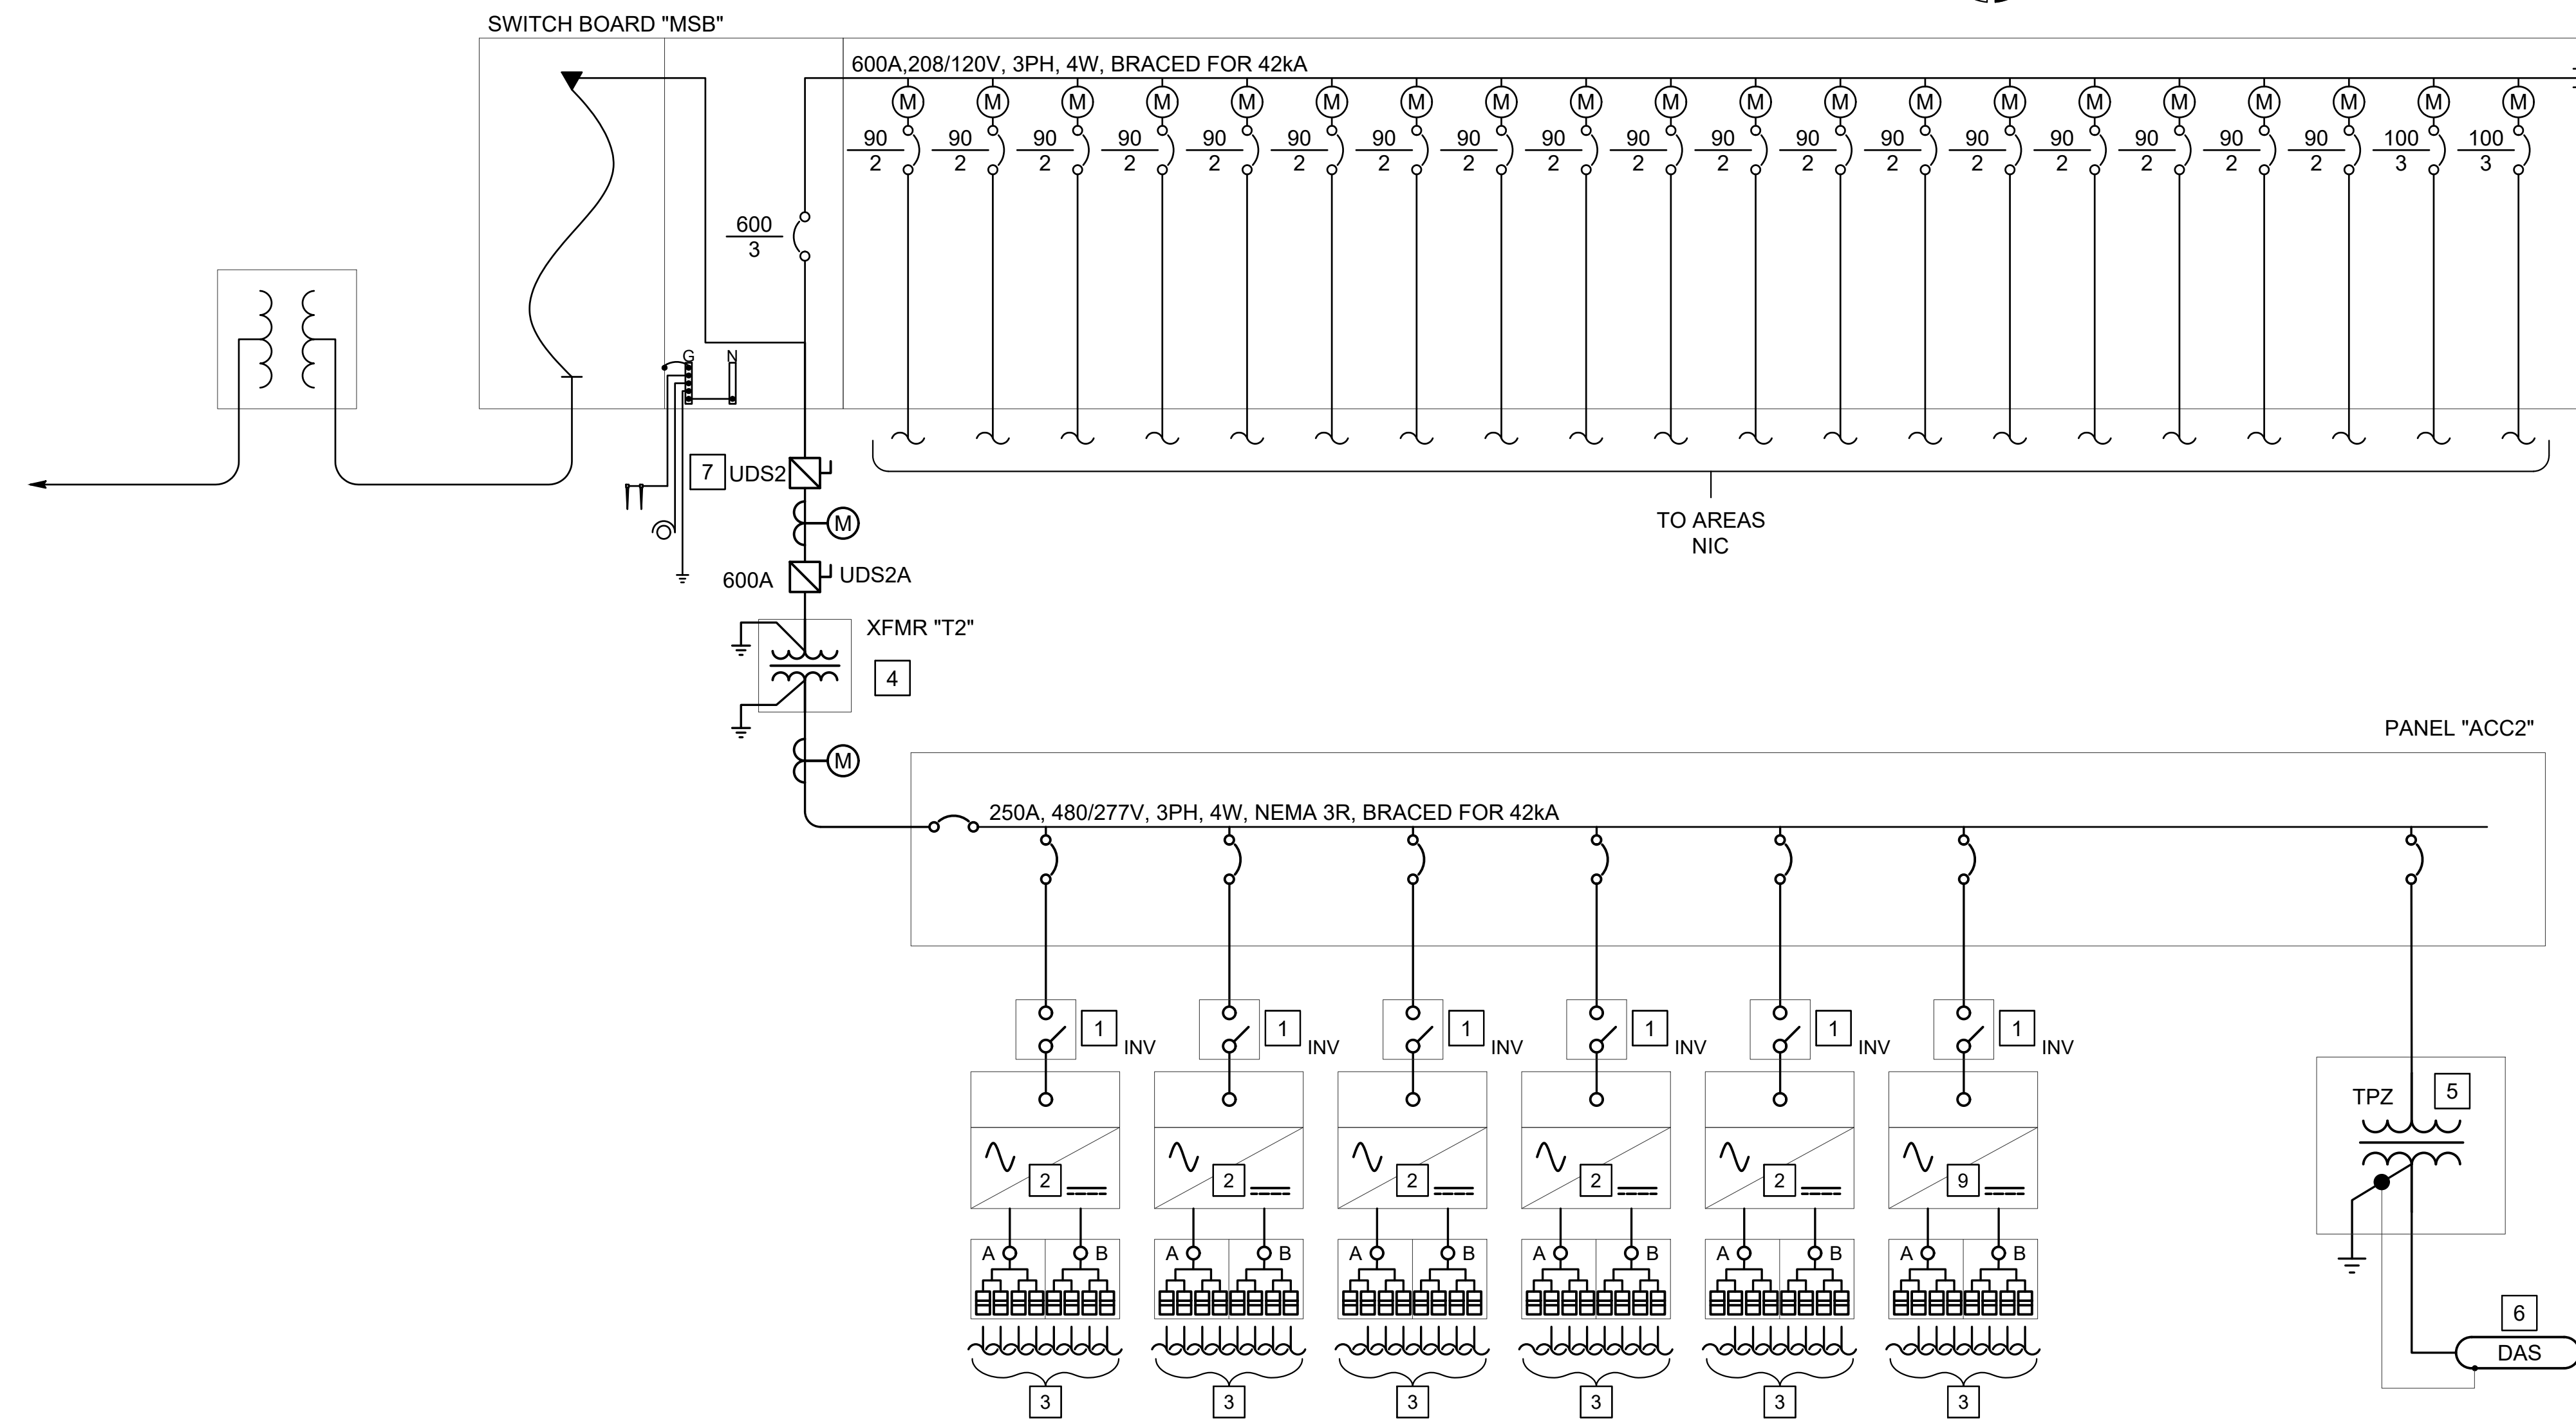 SWITCH BOARD "MSB"
600A,208/120V, 3PH, 4W, BRACED FOR 42kA
M M M M M M M M M M M M M M M M M M M M
90 90 90 90 90 90 90 90 90 90 90 90 90 90 90 90 90 90 100 100
2 2 2 2 2 2 2 2 2 2 2 2 2 2 2 2 2 2 3 3
600
3
G N
7 UDS2
M
TO AREAS
NIC
600A UDS2A
XFMR "T2"
4
M
PANEL "ACC2"
250A, 480/277V, 3PH, 4W, NEMA 3R, BRACED FOR 42kA
1 1 1 1 1 1
INV INV INV INV INV INV
TPZ 5
2 2 2 2 2 9
A B A B A B A B A B A B
6
DAS
3 3 3 3 3 3